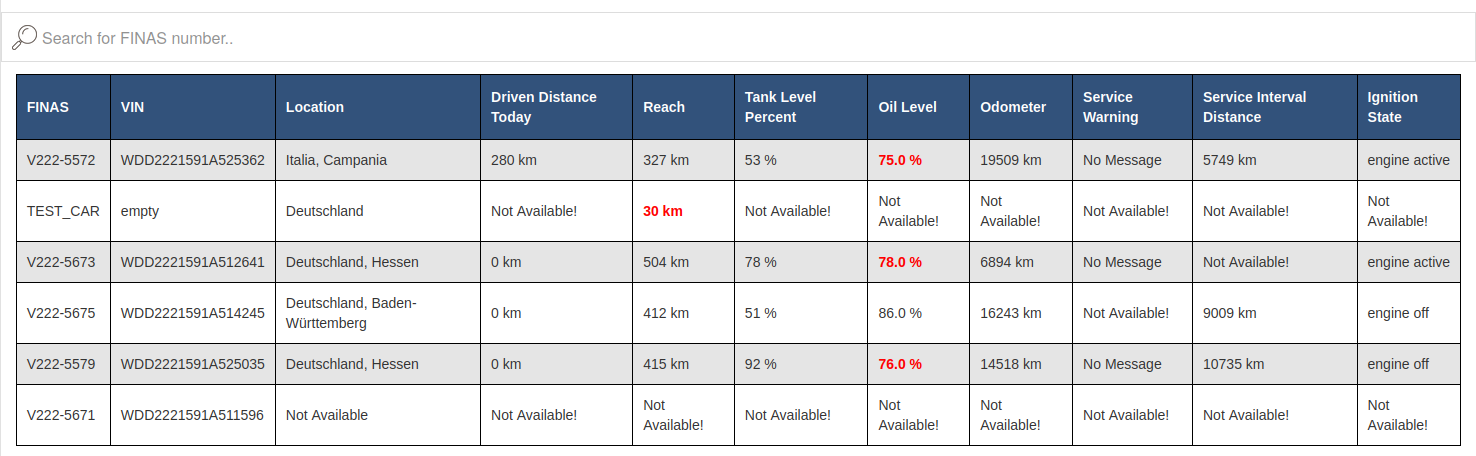 Search for FINAS number..
FINAS VIN Location Driven Distance Today Reach Tank Level Percent Oil Level Odometer Service Warning Service Interval Distance Ignition State
V222-5572 WDD2221591A525362 Italia, Campania 280 km 327 km 53 % 75.0 % 19509 km No Message 5749 km engine active
TEST_CAR empty Deutschland Not Available! 30 km Not Available! Not Available! Not Available! Not Available! Not Available! Not Available!
V222-5673 WDD2221591A512641 Deutschland, Hessen 0 km 504 km 78 % 78.0 % 6894 km No Message Not Available! engine active
V222-5675 WDD2221591A514245 Deutschland, Baden-Württemberg 0 km 412 km 51 % 86.0 % 16243 km Not Available! 9009 km engine off
V222-5579 WDD2221591A525035 Deutschland, Hessen 0 km 415 km 92 % 76.0 % 14518 km No Message 10735 km engine off
V222-5671 WDD2221591A511596 Not Available Not Available! Not Available! Not Available! Not Available! Not Available! Not Available! Not Available! Not Available!